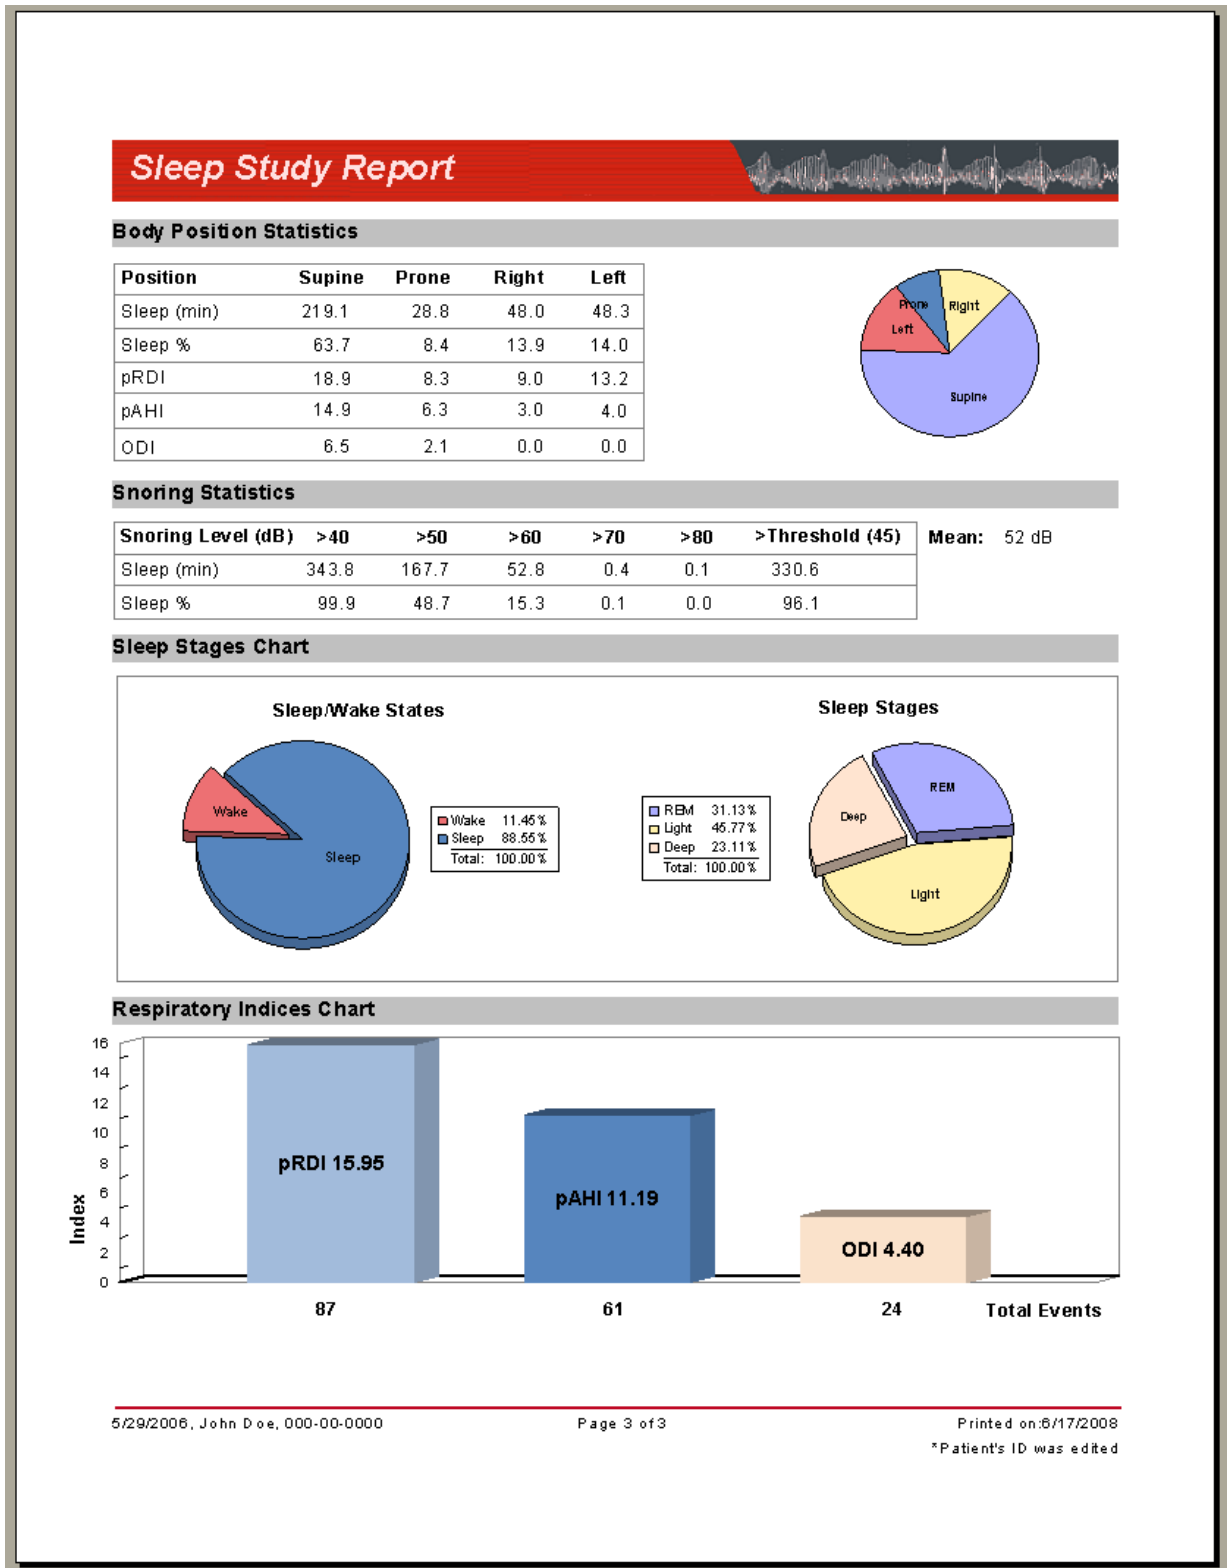 Sleep Study Report
Body Position Statistics
Position Supine Prone Right Left
Sleep (min) 219.1 28.8 48.0 48.3
Sleep % 63.7 8.4 13.9 14.0
pRDI 18.9 8.3 9.0 13.2
pAHI 14.9 6.3 3.0 4.0
ODI 6.5 2.1 0.0 0.0
Prone
Right
Left
Supine
Snoring Statistics
Snoring Level (dB) >40 >50 >60 >70 >80 >Threshold (45) Mean: 52 dB
Sleep (min) 343.8 167.7 52.8 0.4 0.1 330.6
Sleep % 99.9 48.7 15.3 0.1 0.0 96.1
Sleep Stages Chart
Sleep/Wake States
Wake
Sleep
Wake 11.45%
Sleep 88.55%
Total: 100.00%
Sleep Stages
REM 31.13%
Light 45.77%
Deep 23.11%
Total: 100.00%
REM
Deep
Light
Respiratory Indices Chart
Index
16
14
12
10
8
6
4
2
0
pRDI 15.95
pAHI 11.19
ODI 4.40
87 61 24 Total Events
5/29/2006, John Doe, 000-00-0000 Page 3 of 3 Printed on:6/17/2008
*Patient's ID was edited